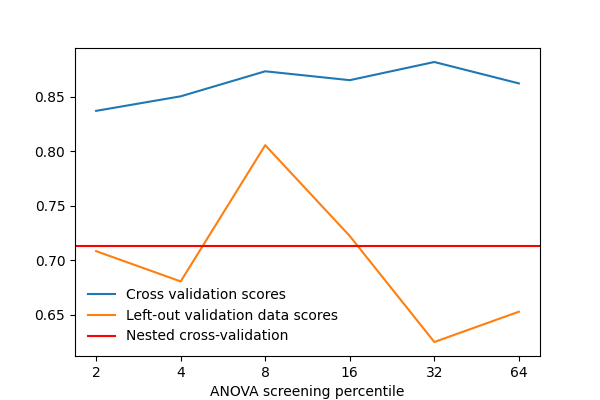 0.85
0.80
0.75
0.70
0.65
Cross validation scores
Left-out validation data scores
Nested cross-validation
2 4 8 16 32 64
ANOVA screening percentile